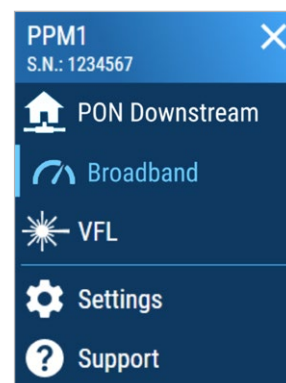 PPM1
S.N.: 1234567
PON Downstream
Broadband
VFL
Settings
? Support